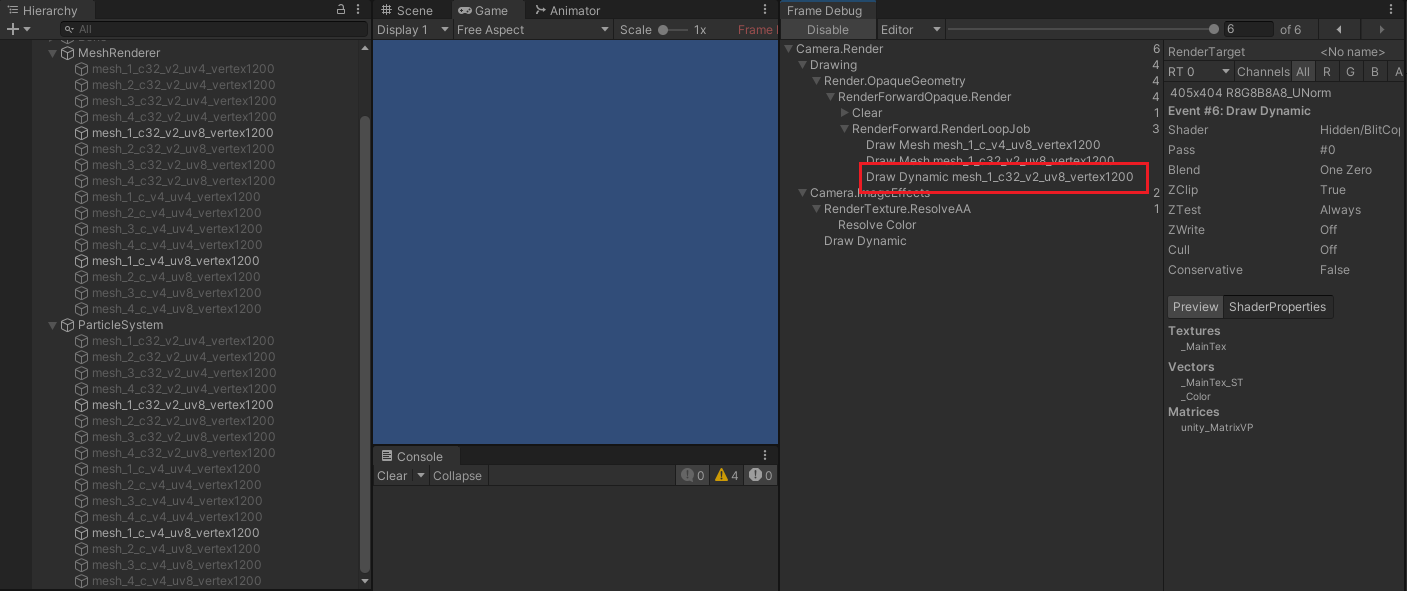 Hierarchy
All
MeshRenderer
mesh_1_c32_v2_uv4_vertex1200
mesh_2_c32_v2_uv4_vertex1200
mesh_3_c32_v2_uv4_vertex1200
mesh_4_c32_v2_uv4_vertex1200
mesh_1_c32_v2_uv8_vertex1200
mesh_2_c32_v2_uv8_vertex1200
mesh_3_c32_v2_uv8_vertex1200
mesh_4_c32_v2_uv8_vertex1200
mesh_1_c_v4_uv4_vertex1200
mesh_2_c_v4_uv4_vertex1200
mesh_3_c_v4_uv4_vertex1200
mesh_4_c_v4_uv4_vertex1200
mesh_1_c_v4_uv8_vertex1200
mesh_2_c_v4_uv8_vertex1200
mesh_3_c_v4_uv8_vertex1200
mesh_4_c_v4_uv8_vertex1200
ParticleSystem
mesh_1_c32_v2_uv4_vertex1200
mesh_2_c32_v2_uv4_vertex1200
mesh_3_c32_v2_uv4_vertex1200
mesh_4_c32_v2_uv4_vertex1200
mesh_1_c32_v2_uv8_vertex1200
mesh_2_c32_v2_uv8_vertex1200
mesh_3_c32_v2_uv8_vertex1200
mesh_4_c32_v2_uv8_vertex1200
mesh_1_c_v4_uv4_vertex1200
mesh_2_c_v4_uv4_vertex1200
mesh_3_c_v4_uv4_vertex1200
mesh_4_c_v4_uv4_vertex1200
mesh_1_c_v4_uv8_vertex1200
mesh_2_c_v4_uv8_vertex1200
mesh_3_c_v4_uv8_vertex1200
mesh_4_c_v4_uv8_vertex1200
Scene Game Animator
Display 1 Free Aspect Scale 1x Frame
Console
Clear Collapse 0 4 0
Frame Debug
Disable Editor 6 of 6
Camera.Render 6
Drawing 4
Render.OpaqueGeometry 4
RenderForwardOpaque.Render 4
Clear 1
RenderForward.RenderLoopJob 3
Draw Mesh mesh_1_c_v4_uv8_vertex1200
Draw Mesh mesh_1_c32_v2_uv8_vertex1200
Draw Dynamic mesh_1_c32_v2_uv8_vertex1200
Camera.ImageEffects 2
RenderTexture.ResolveAA 1
Resolve Color
Draw Dynamic
RenderTarget <No name>
RT 0 Channels All R G B A
405x404 R8G8B8A8_UNorm
Event #6: Draw Dynamic
Shader Hidden/BlitCop
Pass #0
Blend One Zero
ZClip True
ZTest Always
ZWrite Off
Cull Off
Conservative False
Preview ShaderProperties
Textures
_MainTex
Vectors
_MainTex_ST
_Color
Matrices
unity_MatrixVP